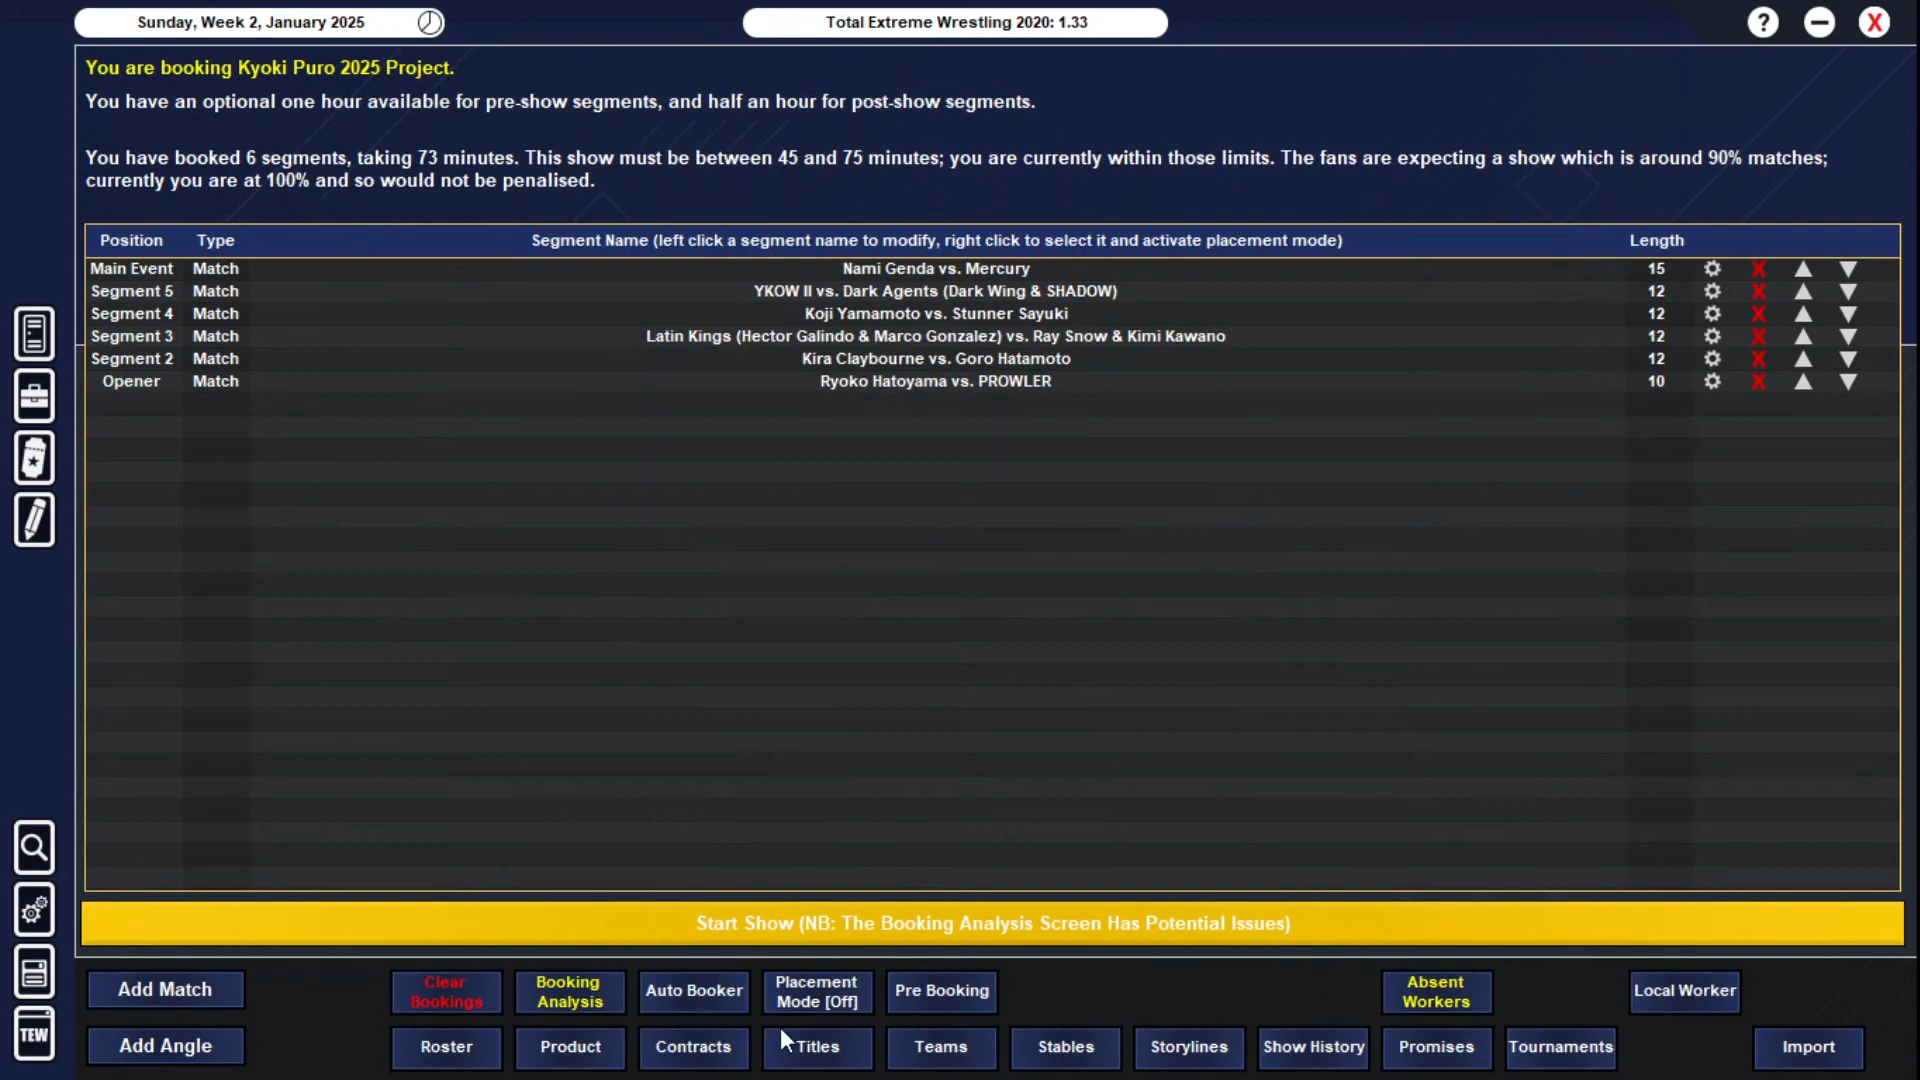 Sunday, Week 2, January 2025
Total Extreme Wrestling 2020: 1.33
?
X
You are booking Kyoki Puro 2025 Project.
You have an optional one hour available for pre-show segments, and half an hour for post-show segments.
You have booked 6 segments, taking 73 minutes. This show must be between 45 and 75 minutes; you are currently within those limits. The fans are expecting a show which is around 90% matches;
currently you are at 100% and so would not be penalised.
Position Type Segment Name (left click a segment name to modify, right click to select it and activate placement mode) Length
Main Event Match Nami Genda vs. Mercury 15 X
Segment 5 Match YKOW II vs. Dark Agents (Dark Wing & SHADOW) 12 X
Segment 4 Match Koji Yamamoto vs. Stunner Sayuki 12 X
Segment 3 Match Latin Kings (Hector Galindo & Marco Gonzalez) vs. Ray Snow & Kimi Kawano 12 X
Segment 2 Match Kira Claybourne vs. Goro Hatamoto 12 X
Opener Match Ryoko Hatoyama vs. PROWLER 10 X
Start Show (NB: The Booking Analysis Screen Has Potential Issues)
Add Match
Clear Bookings
Booking Analysis
Auto Booker
Placement Mode [Off]
Pre Booking
Absent Workers
Local Worker
TEW
Add Angle
Roster
Product
Contracts
Titles
Teams
Stables
Storylines
Show History
Promises
Tournaments
Import